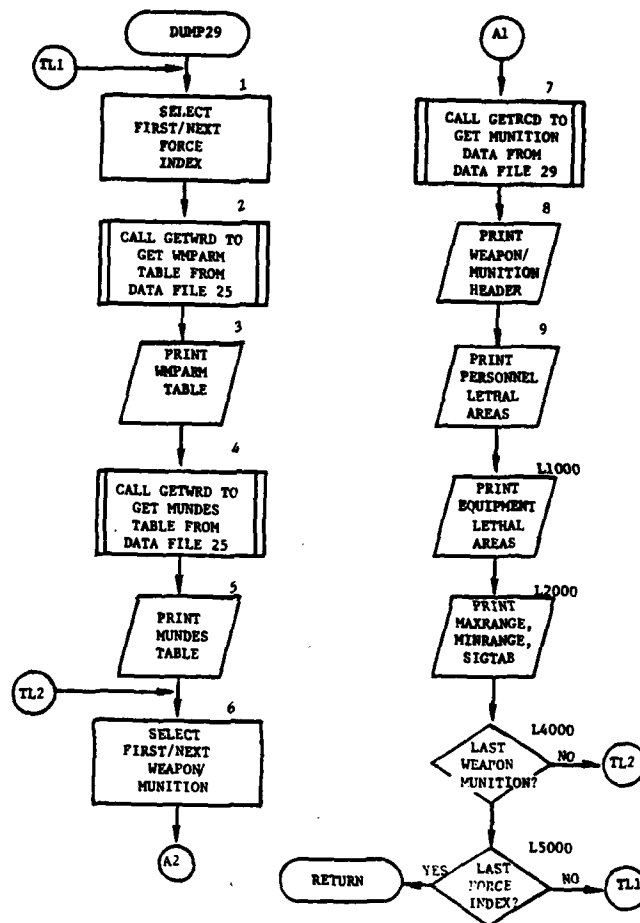 DUMP29
TL1
1
SELECT
FIRST/NEXT
FORCE
INDEX
2
CALL GETWRD TO
GET WMPARM
TABLE FROM
DATA FILE 25
3
PRINT
WMPARM
TABLE
4
CALL GETWRD TO
GET MUNDES
TABLE FROM
DATA FILE 25
5
PRINT
MUNDES
TABLE
TL2
6
SELECT
FIRST/NEXT
WEAPON/
MUNITION
A2
A1
7
CALL GETRCD TO
GET MUNITION
DATA FROM
DATA FILE 29
8
PRINT
WEAPON/
MUNITION
HEADER
9
PRINT
PERSONNEL
LETHAL
AREAS
L1000
PRINT
EQUIPMENT
LETHAL
AREAS
L2000
PRINT
MAXRANGE,
MINRANGE,
SIGTAB
L4000
LAST
WEAPON
MUNITION?
NO
TL2
L5000
LAST
FORCE
INDEX?
YES
RETURN
NO
TL1